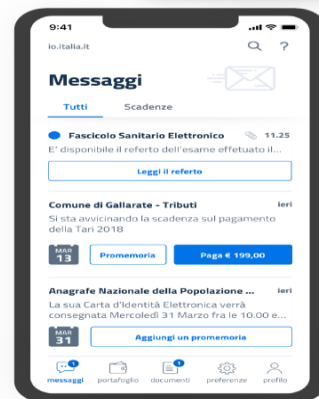 9:41
io.italia.it
?
Messaggi
Tutti Scadenze
Fascicolo Sanitario Elettronico 11.25
E' disponibile il referto dell'esame effetuato il...
Leggi il referto
Comune di Gallarate - Tributi ieri
Si sta avvicinando la scadenza sul pagamento
della Tari 2018
MAR
13 Promemoria Paga € 199,00
Anagrafe Nazionale della Popolazione ... ieri
La sua Carta d'Identità Elettronica verrà
consegnata Mercoledì 31 Marzo fra le 10.00 e...
MAR
31 Aggiungi un promemoria
1 1
messaggi portafoglio documenti preferenze profilo